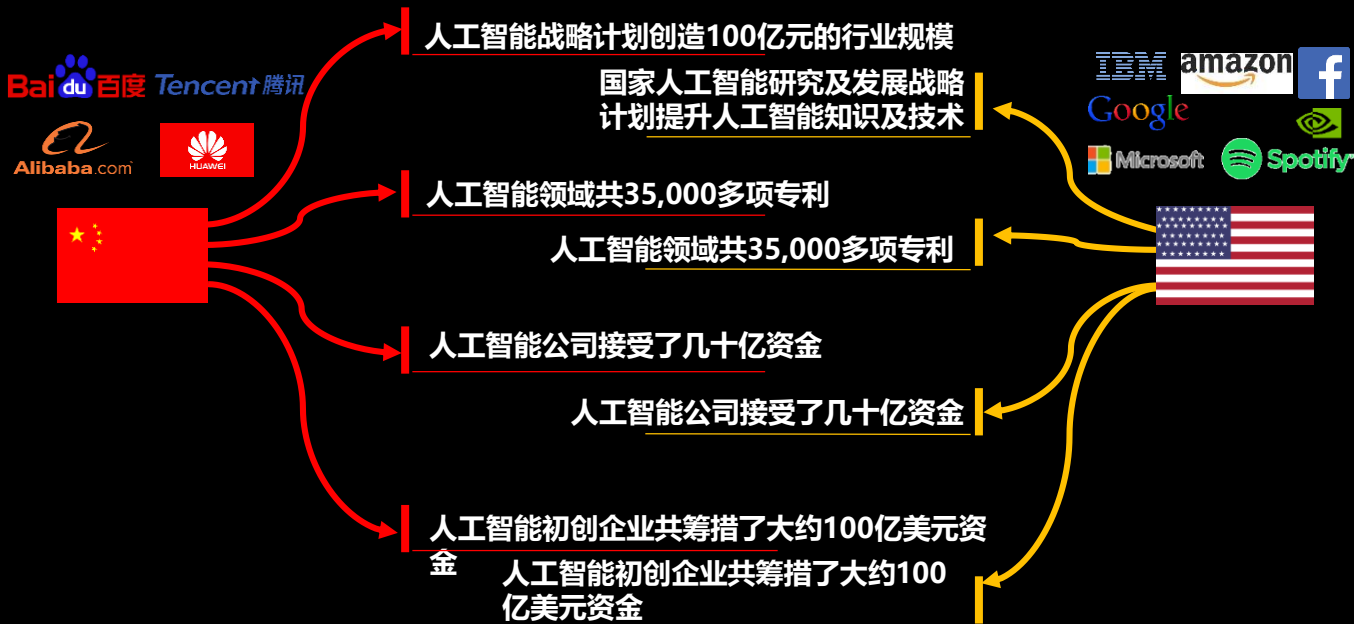 人工智能战略计划创造100亿元的行业规模
Baidu百度
Tencent腾讯
IBM
amazon
f
国家人工智能研究及发展战略
计划提升人工智能知识及技术
Google
Alibaba.com
HUAWEI
Microsoft
Spotify
人工智能领域共35,000多项专利
人工智能领域共35,000多项专利
人工智能公司接受了几十亿资金
人工智能公司接受了几十亿资金
人工智能初创企业共筹措了大约100亿美元资
金
人工智能初创企业共筹措了大约100
亿美元资金